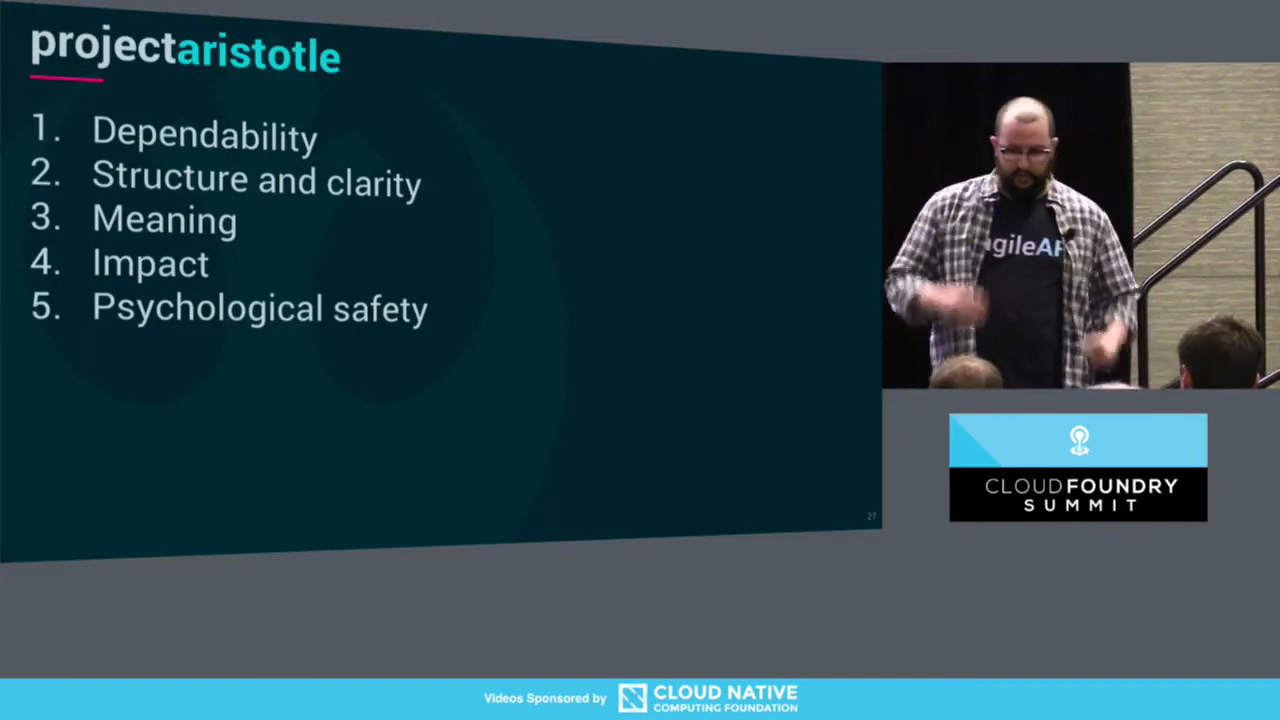 projectaristotle
1. Dependability
2. Structure and clarity
3. Meaning
4. Impact
5. Psychological safety
27
CLOUDFOUNDRY
SUMMIT
Videos Sponsored by
CLOUD NATIVE
COMPUTING FOUNDATION